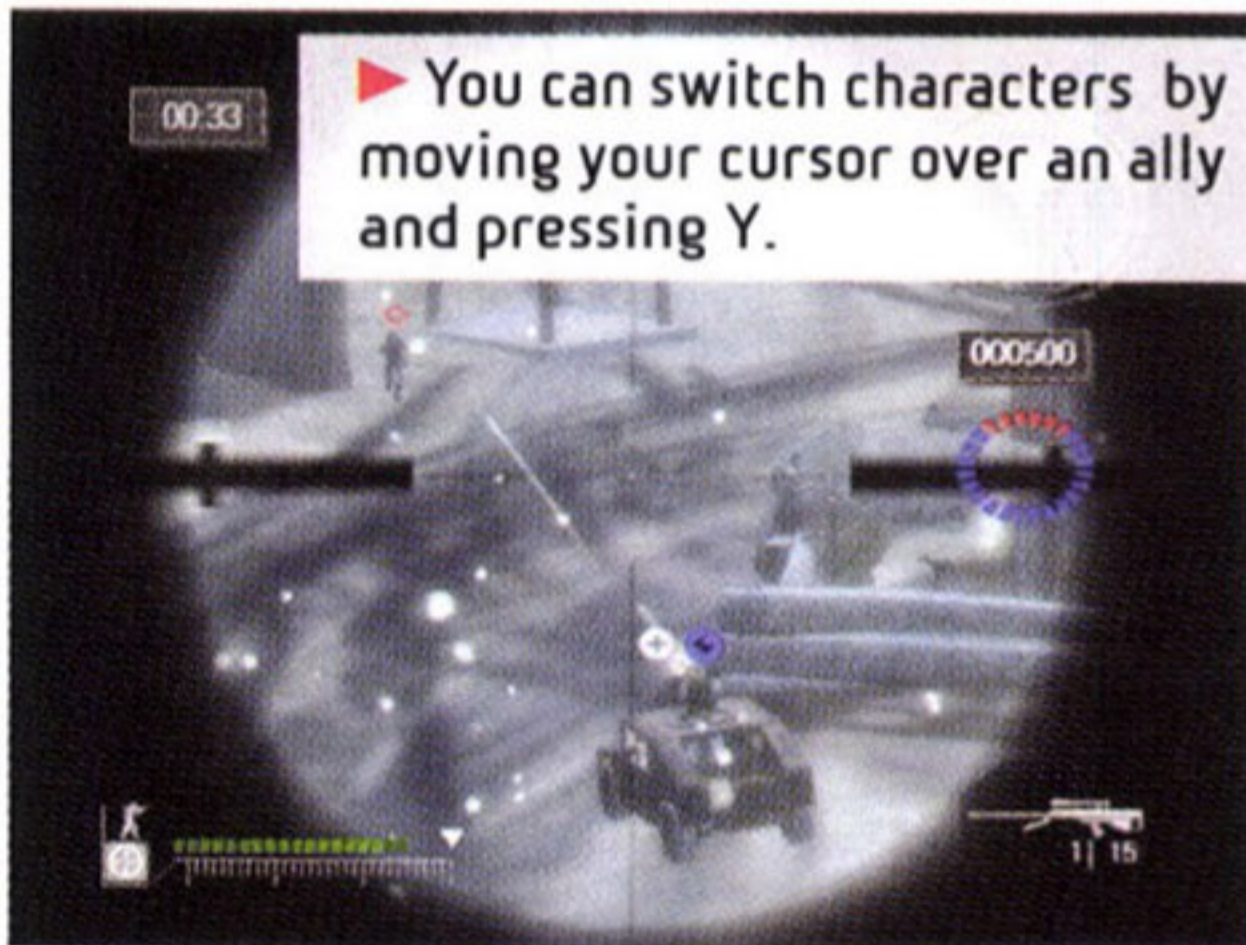 00:33
▶ You can switch characters by
moving your cursor over an ally
and pressing Y.
000500
1| 15